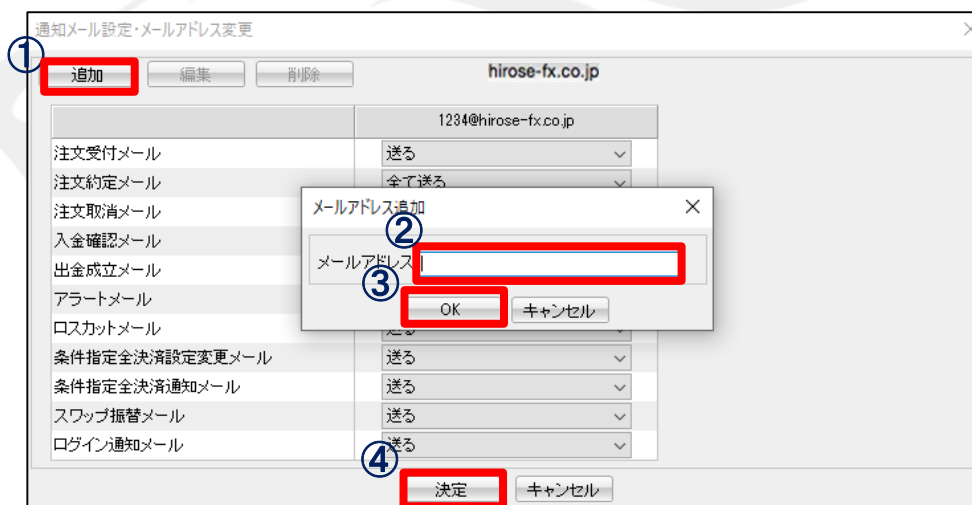 通知メール設定・メールアドレス変更
①
追加 編集 削除 hirose-fx.co.jp
1234@hirose-fx.co.jp
注文受付メール 送る
注文約定メール 全て送る
注文取消メール
入金確認メール
出金成立メール
アラートメール
ロスカットメール 送る
条件指定全決済設定変更メール 送る
条件指定全決済通知メール 送る
スワップ振替メール 送る
ログイン通知メール 送る
メールアドレス追加
②
メールアドレス
③
OK キャンセル
④
決定 キャンセル